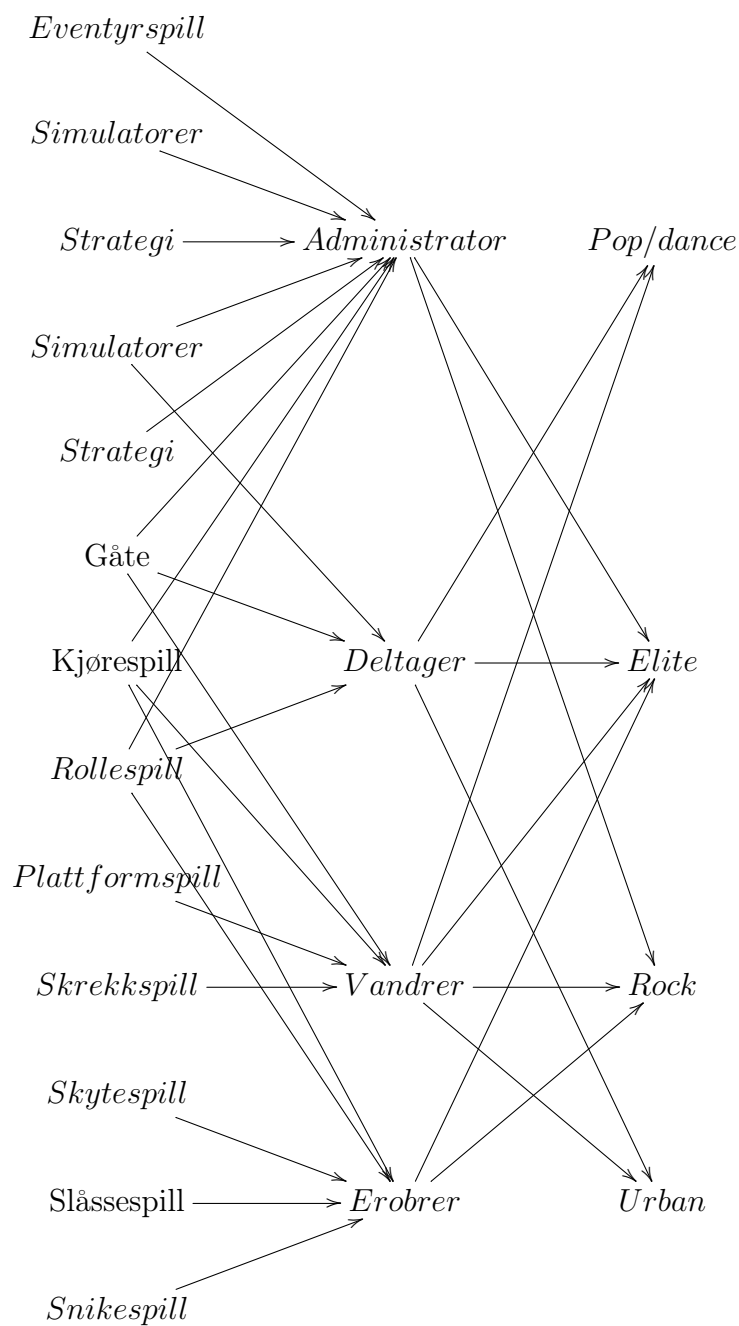 Eventyrspill
Simulatorer
Strategi
Administrator
Pop/dance
Simulatorer
Strategi
Gåte
Kjørespill
Deltager
Elite
Rollespill
Plattformspill
Skrekkspill
Vandrer
Rock
Skytespill
Slåssespill
Erobrer
Urban
Snikespill